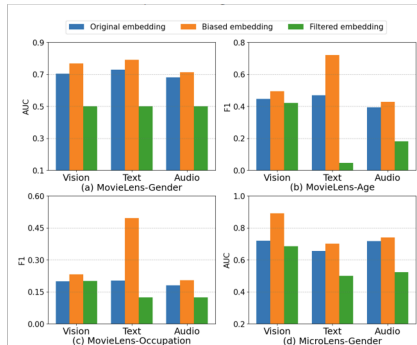 Original embedding Biased embedding Filtered embedding
0.9
0.7
0.5
0.3
0.1
AUC
Vision Text Audio
(a) MovieLens-Gender
0.8
0.6
0.4
0.2
0.0
F1
Vision Text Audio
(b) MovieLens-Age
0.60
0.45
0.30
0.15
0.00
F1
Vision Text Audio
(c) MovieLens-Occupation
1.0
0.8
0.6
0.4
0.2
AUC
Vision Text Audio
(d) MicroLens-Gender